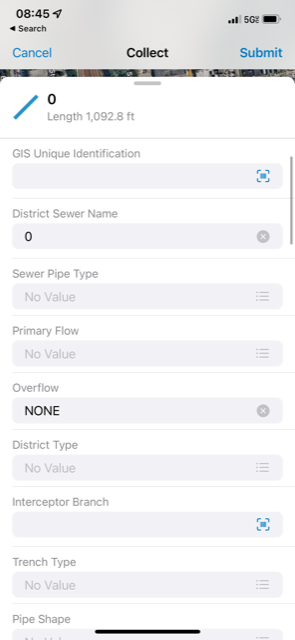 08:45
5G
◀ Search
Cancel
Collect
Submit
0
Length 1,092.8 ft
GIS Unique Identification
District Sewer Name
0
Sewer Pipe Type
No Value
Primary Flow
No Value
Overflow
NONE
District Type
No Value
Interceptor Branch
Trench Type
No Value
Pipe Shape
No Value